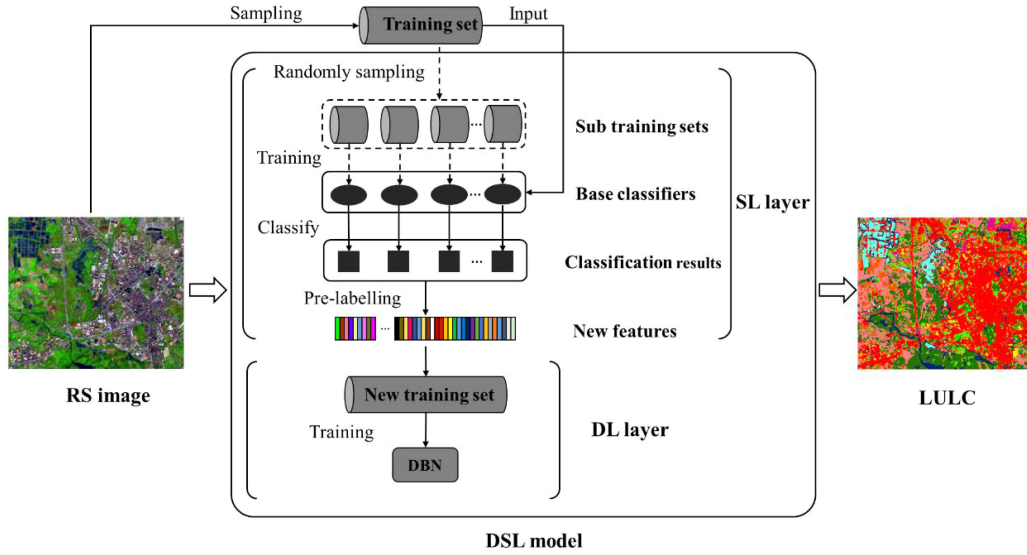 Sampling
Training set
Input
Randomly sampling
...
Sub training sets
Training
...
Base classifiers
SL layer
Classify
...
Classification results
Pre-labelling
...
New features
RS image
New training set
Training
DL layer
DBN
LULC
DSL model